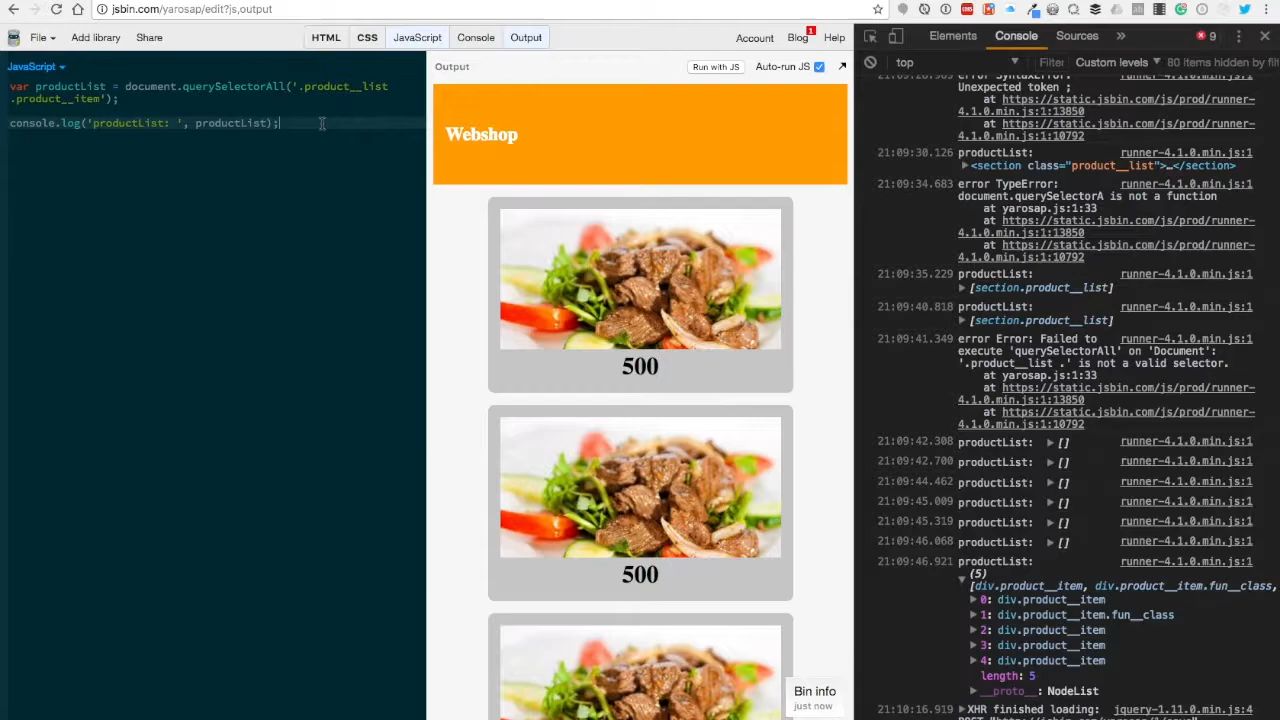 jsbin.com/yarosap/edit?js,output
File Add library Share HTML CSS JavaScript Console Output Account Blog 1 Help
Elements Console Sources » 9
JavaScript
Output Run with JS Auto-run JS
top Filter Custom levels 80 items hidden by fil
var productList = document.querySelectorAll('.product__list
.product__item');
console.log('productList: ', productList);
Webshop
500
500
Bin info
just now
error SyntaxError:
Unexpected token ;
at https://static.jsbin.com/js/prod/runner-
4.1.0.min.js:1:13850
at https://static.jsbin.com/js/prod/runner-
4.1.0.min.js:1:10792
21:09:30.126 productList: runner-4.1.0.min.js:1
<section class="product__list">…</section>
21:09:34.683 error TypeError: runner-4.1.0.min.js:1
document.querySelectorA is not a function
at yarosap.js:1:33
at https://static.jsbin.com/js/prod/runner-
4.1.0.min.js:1:13850
at https://static.jsbin.com/js/prod/runner-
4.1.0.min.js:1:10792
21:09:35.229 productList: runner-4.1.0.min.js:1
[section.product__list]
21:09:40.818 productList: runner-4.1.0.min.js:1
[section.product__list]
21:09:41.349 error Error: Failed to runner-4.1.0.min.js:1
execute 'querySelectorAll' on 'Document':
'.product__list .' is not a valid selector.
at yarosap.js:1:33
at https://static.jsbin.com/js/prod/runner-
4.1.0.min.js:1:13850
at https://static.jsbin.com/js/prod/runner-
4.1.0.min.js:1:10792
21:09:42.308 productList: [] runner-4.1.0.min.js:1
21:09:42.700 productList: [] runner-4.1.0.min.js:1
21:09:44.462 productList: [] runner-4.1.0.min.js:1
21:09:45.009 productList: [] runner-4.1.0.min.js:1
21:09:45.319 productList: [] runner-4.1.0.min.js:1
21:09:46.068 productList: [] runner-4.1.0.min.js:1
21:09:46.921 productList: runner-4.1.0.min.js:1
(5)
[div.product__item, div.product__item.fun__class,
0: div.product__item
1: div.product__item.fun__class
2: div.product__item
3: div.product__item
4: div.product__item
length: 5
__proto__: NodeList
21:10:16.919 XHR finished loading: jquery-1.11.0.min.js:4